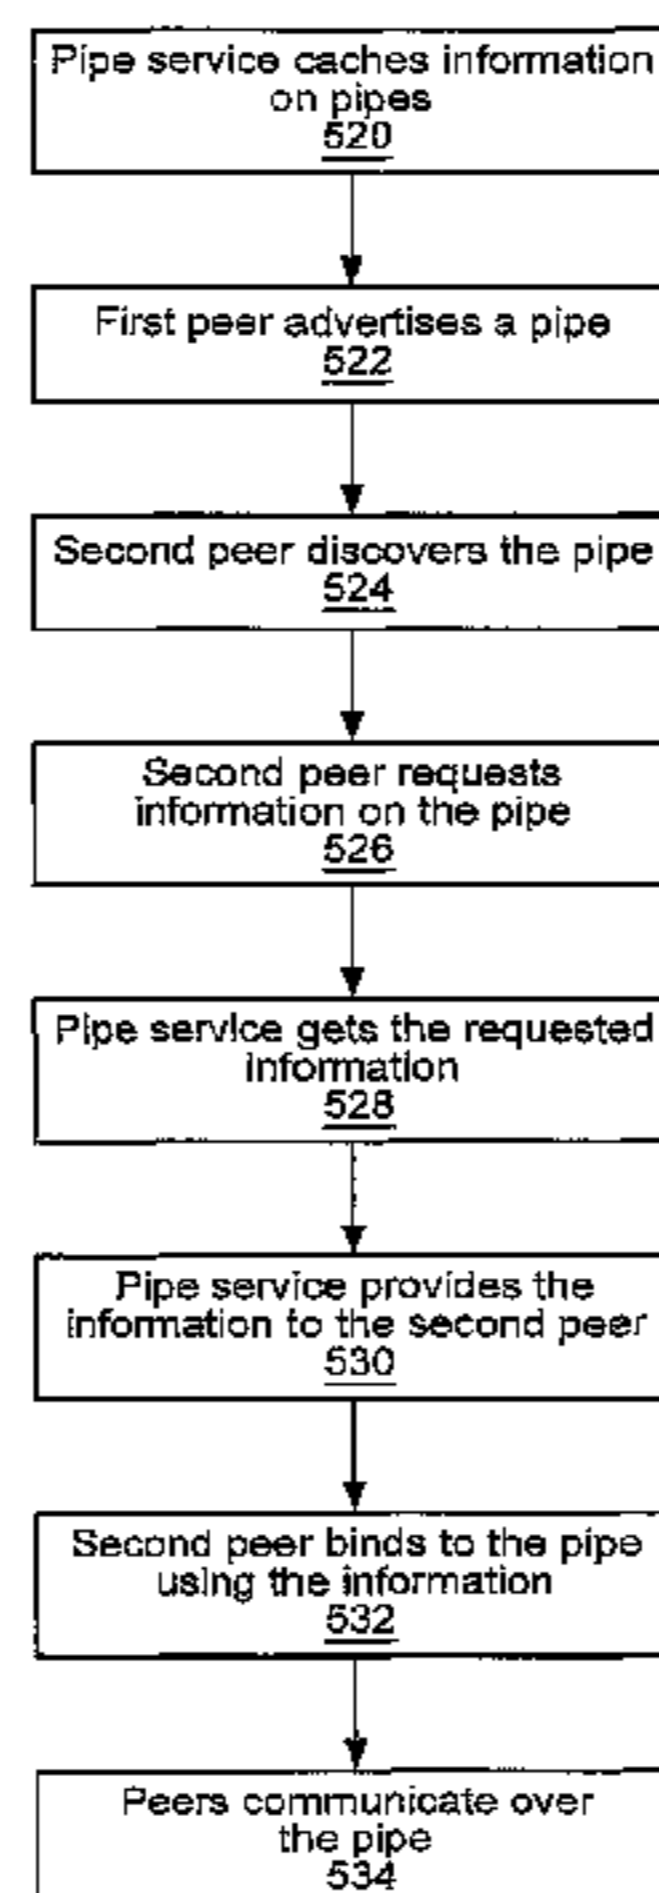 Pipe service caches information
on pipes
520
First peer advertises a pipe
522
Second peer discovers the pipe
524
Second peer requests
information on the pipe
526
Pipe service gets the requested
information
528
Pipe service provides the
information to the second peer
530
Second peer binds to the pipe
using the information
532
Peers communicate over
the pipe
534